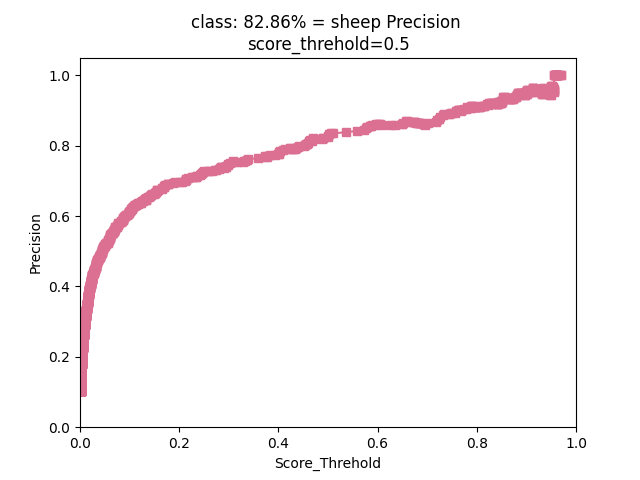 class: 82.86% = sheep Precision
score_threhold=0.5
1.0
0.8
0.6
0.4
0.2
0.0
Precision
0.0 0.2 0.4 0.6 0.8 1.0
Score_Threhold